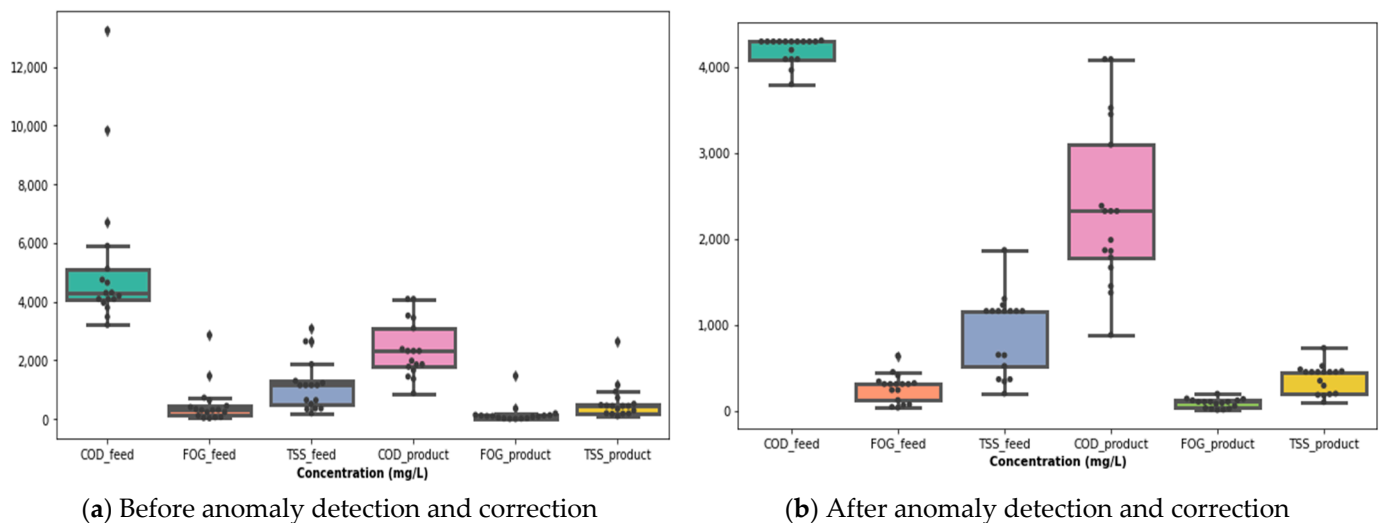 12,000
10,000
8,000
6,000
4,000
2,000
0
COD_feed FOG_feed TSS_feed COD_product FOG_product TSS_product
Concentration (mg/L)
(a) Before anomaly detection and correction
4,000
3,000
2,000
1,000
0
COD_feed FOG_feed TSS_feed COD_product FOG_product TSS_product
Concentration (mg/L)
(b) After anomaly detection and correction